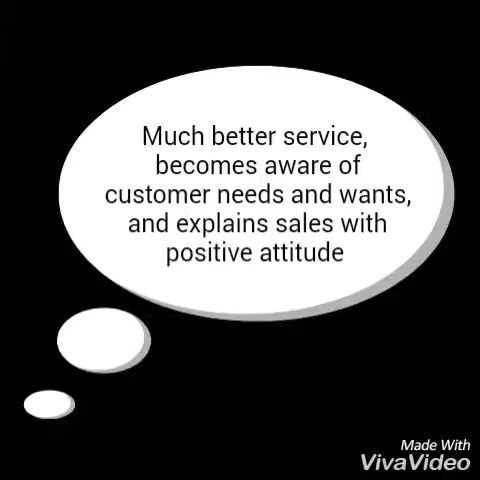 Much better service,
becomes aware of
customer needs and wants,
and explains sales with
positive attitude
Made With
VivaVideo